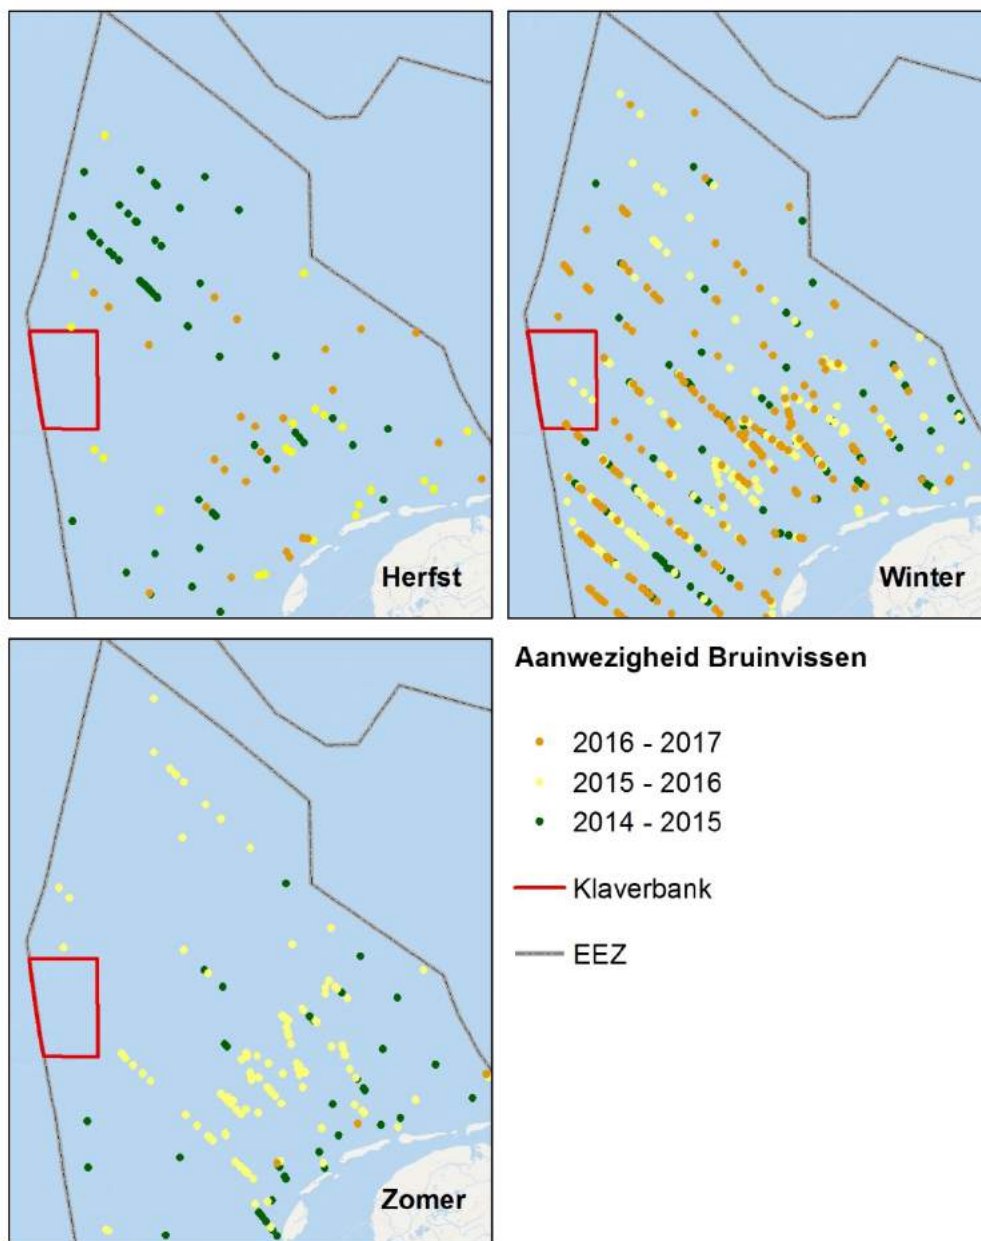 Herfst
Winter
Zomer
Aanwezigheid Bruinvissen
2016 - 2017
2015 - 2016
2014 - 2015
Klaverbank
EEZ